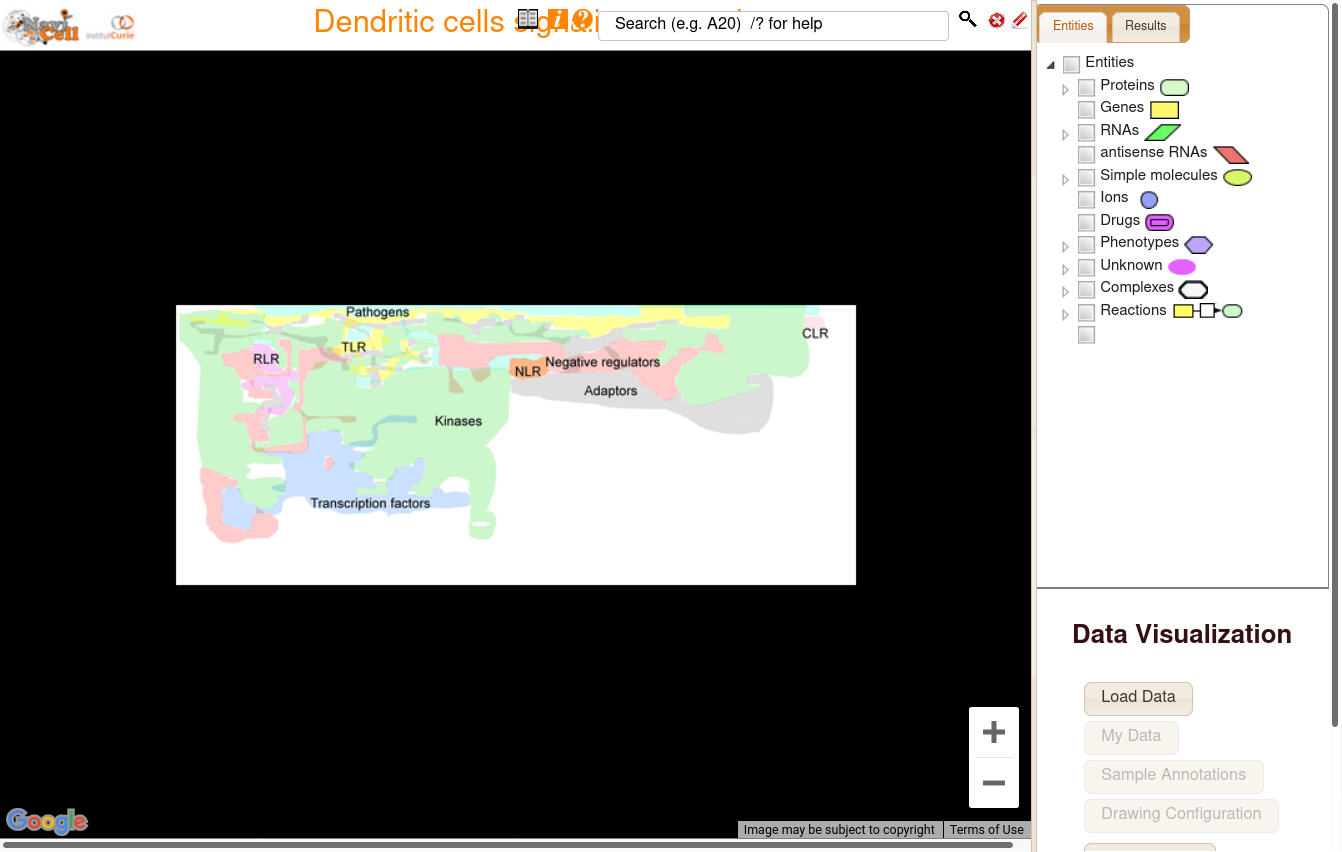 Navi
Cell
institutCurie
Dendritic cells
Search (e.g. A20)  /? for help
Entities
Results
Entities
Proteins
Genes
RNAs
antisense RNAs
Simple molecules
Ions
Drugs
Phenotypes
Unknown
Complexes
Reactions
Pathogens
CLR
TLR
RLR
Negative regulators
NLR
Adaptors
Kinases
Transcription factors
Data Visualization
Load Data
My Data
Sample Annotations
Drawing Configuration
Google
Image may be subject to copyright
Terms of Use